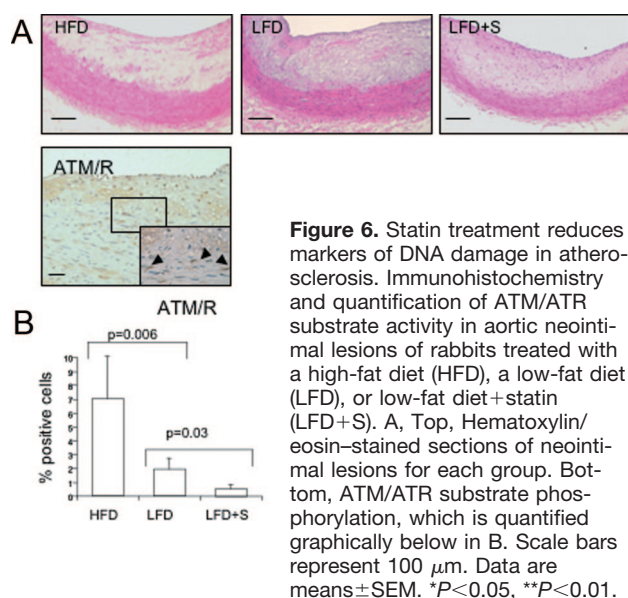 A
HFD
LFD
LFD+S
ATM/R
B
ATM/R
p=0.006
p=0.03
% positive cells
10
9
8
7
6
5
4
3
2
1
0
HFD
LFD
LFD+S
Figure 6. Statin treatment reduces
markers of DNA damage in athero-
sclerosis. Immunohistochemistry
and quantification of ATM/ATR
substrate activity in aortic neointi-
mal lesions of rabbits treated with
a high-fat diet (HFD), a low-fat diet
(LFD), or low-fat diet+statin
(LFD+S). A, Top, Hematoxylin/
eosin–stained sections of neointi-
mal lesions for each group. Bot-
tom, ATM/ATR substrate phos-
phorylation, which is quantified
graphically below in B. Scale bars
represent 100 μm. Data are
means±SEM. *P<0.05, **P<0.01.